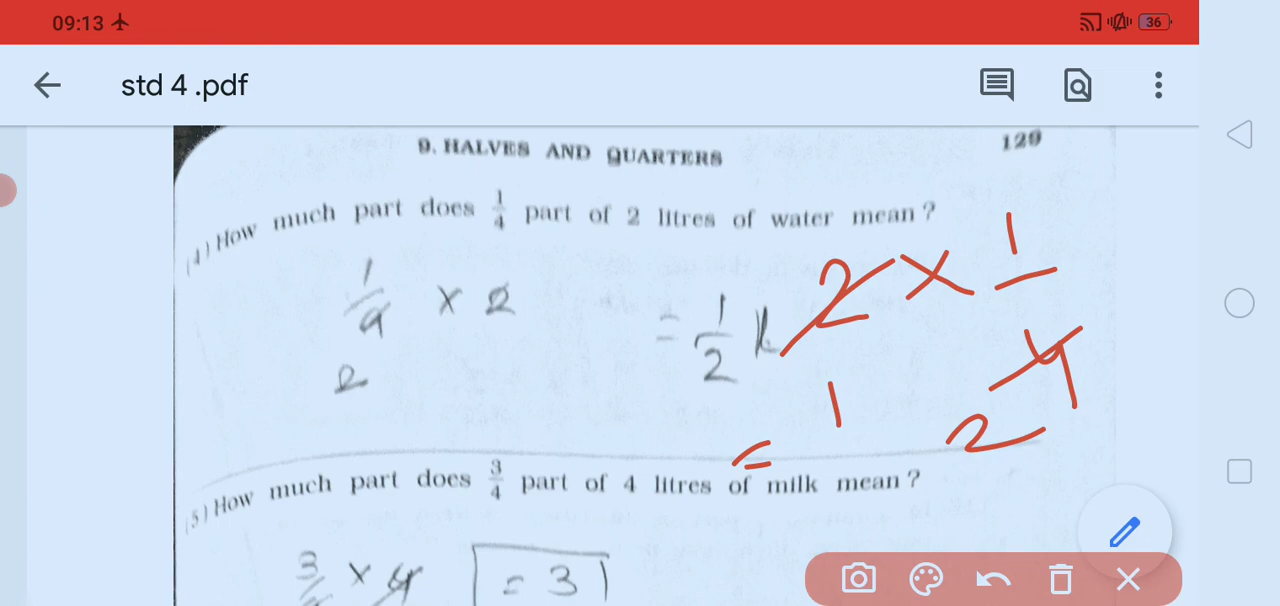 09:13 36
std 4 .pdf
9. HALVES AND QUARTERS 129
(4) How much part does 1/4 part of 2 litres of water mean ?
1/4 × 2 = 1/2 l 2 × 1/4
2
1 2
=
(5) How much part does 3/4 part of 4 litres of milk mean ?
3/4 × 4 = 3